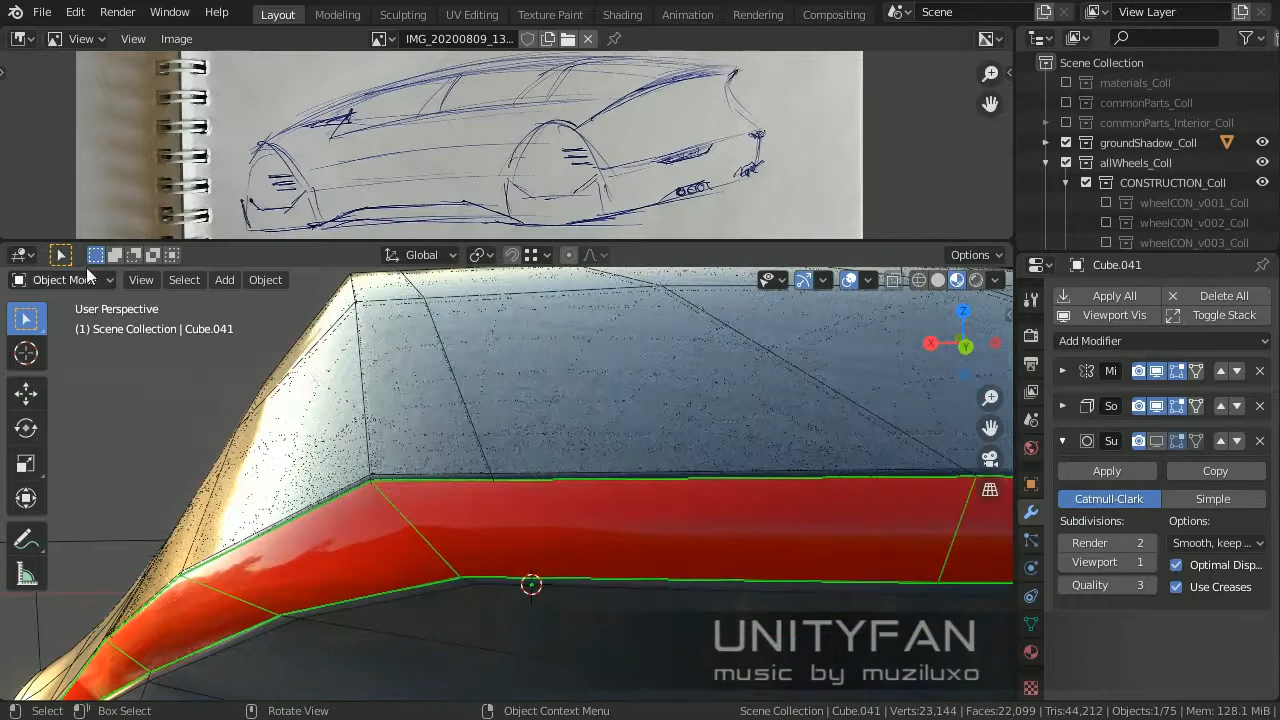 File Edit Render Window Help Layout Modeling Sculpting UV Editing Texture Paint Shading Animation Rendering Compositing Scene View Layer
View View Image IMG_20200809_13...
Scene Collection
materials_Coll
commonParts_Coll
commonParts_Interior_Coll
groundShadow_Coll
allWheels_Coll
CONSTRUCTION_Coll
wheelCON_v001
wheelCON_v002
wheelCON_v003
Global Options
Object Mode View Select Add Object
User Perspective
(1) Scene Collection | Cube.041
Z
X
Y
Cube.041
Apply All Delete All
Viewport Vis Toggle Stack
Add Modifier
Mi
So
Su
Apply Copy
Catmull-Clark Simple
Subdivisions: Options:
Render 2 Smooth, keep ...
Viewport 1 Optimal Disp...
Quality 3 Use Creases
UNITYFAN
music by muziluxo
Select Box Select Rotate View Object Context Menu Scene Collection | Cube.041 | Verts:23,144 | Faces:22,099 | Tris:44,212 | Objects:1/75 | Mem: 128.1 MiB